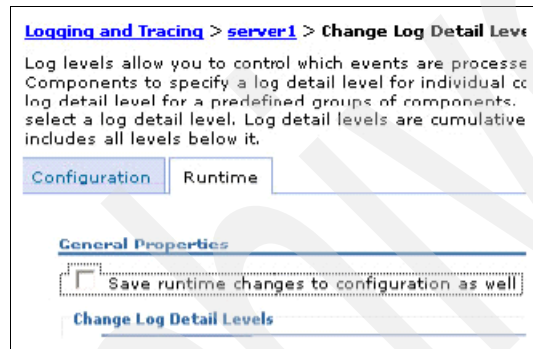 Logging and Tracing > server1 > Change Log Detail Leve
Log levels allow you to control which events are processe
Components to specify a log detail level for individual cc
log detail level for a predefined groups of components.
select a log detail level. Log detail levels are cumulative
includes all levels below it.
Configuration Runtime
General Properties
Save runtime changes to configuration as well
Change Log Detail Levels